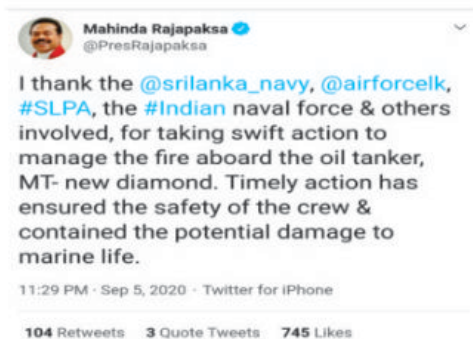 Mahinda Rajapaksa
@PresRajapaksa
I thank the @srilanka_navy, @airforcelk,
#SLPA, the #Indian naval force & others
involved, for taking swift action to
manage the fire aboard the oil tanker,
MT- new diamond. Timely action has
ensured the safety of the crew &
contained the potential damage to
marine life.
11:29 PM · Sep 5, 2020 · Twitter for iPhone
104 Retweets 3 Quote Tweets 745 Likes